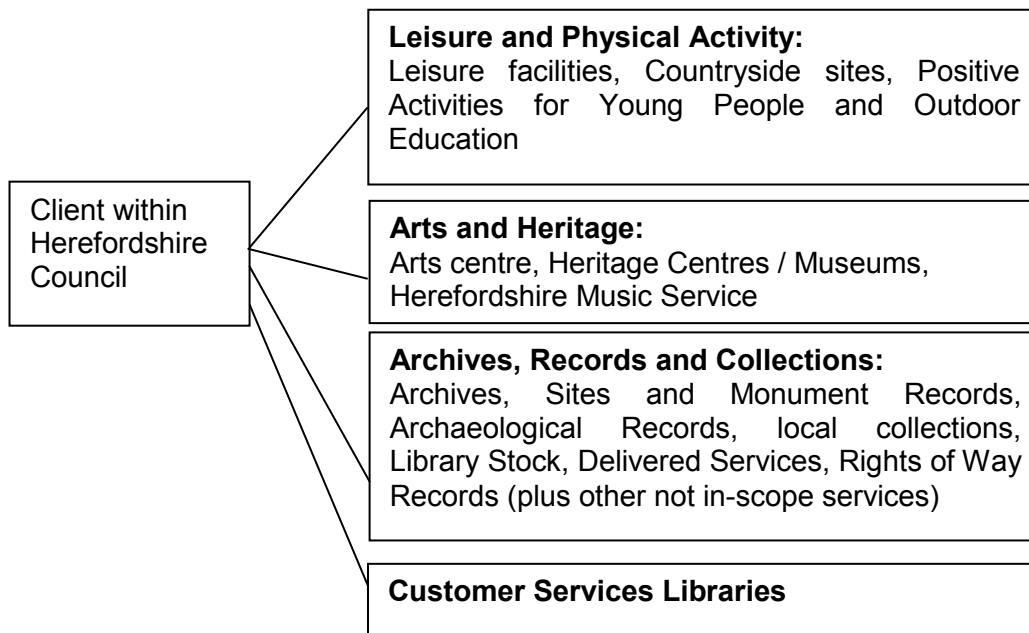 Leisure and Physical Activity:
Leisure facilities, Countryside sites, Positive
Activities for Young People and Outdoor
Education
Client within
Herefordshire
Council
Arts and Heritage:
Arts centre, Heritage Centres / Museums,
Herefordshire Music Service
Archives, Records and Collections:
Archives, Sites and Monument Records,
Archaeological Records, local collections,
Library Stock, Delivered Services, Rights of Way
Records (plus other not in-scope services)
Customer Services Libraries